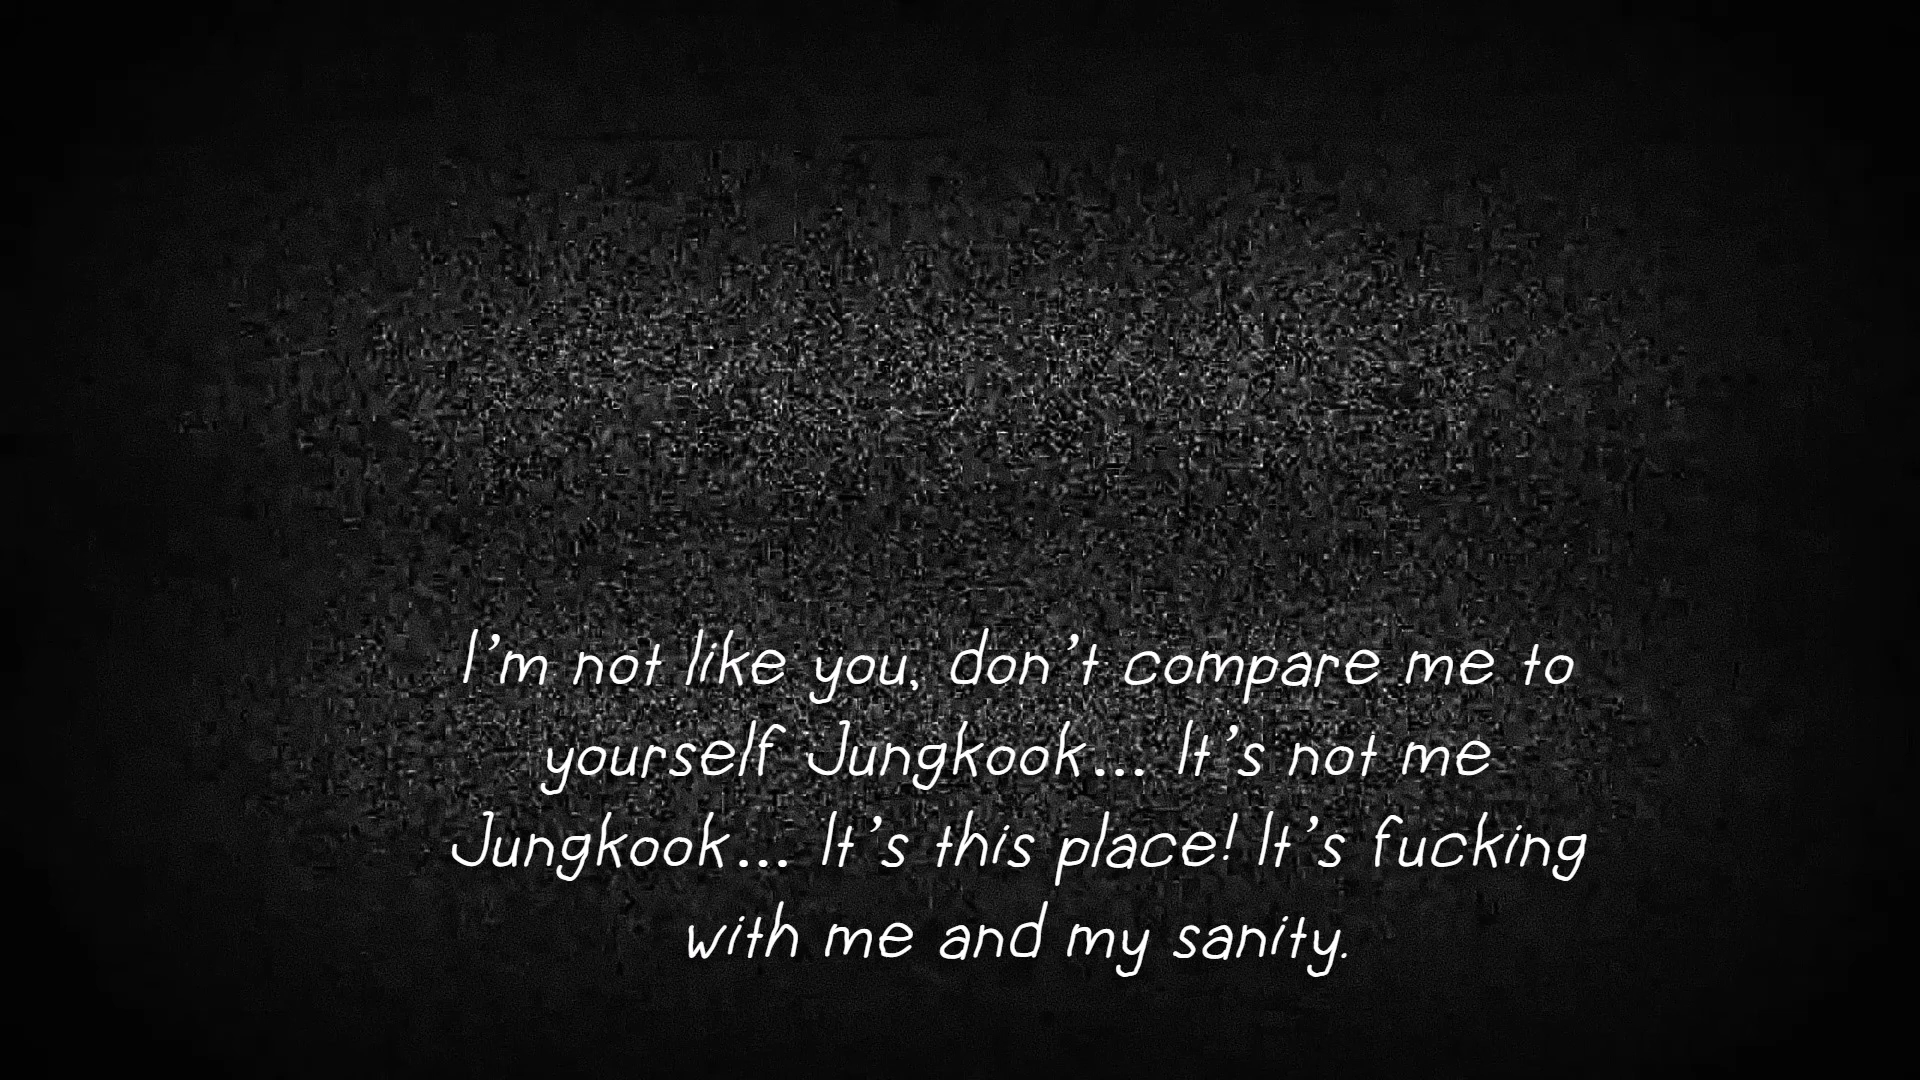 I'm not like you, don't compare me to
yourself Jungkook... It's not me
Jungkook... It's this place! It's fucking
with me and my sanity.